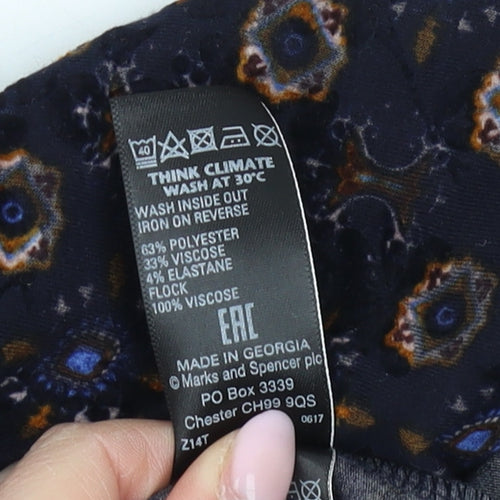 40
THINK CLIMATE
WASH AT 30°C
WASH INSIDE OUT
IRON ON REVERSE
63% POLYESTER
33% VISCOSE
4% ELASTANE
FLOCK
100% VISCOSE
EAC
MADE IN GEORGIA
© Marks and Spencer plc
PO Box 3339
Chester CH99 9QS
Z14T 0617